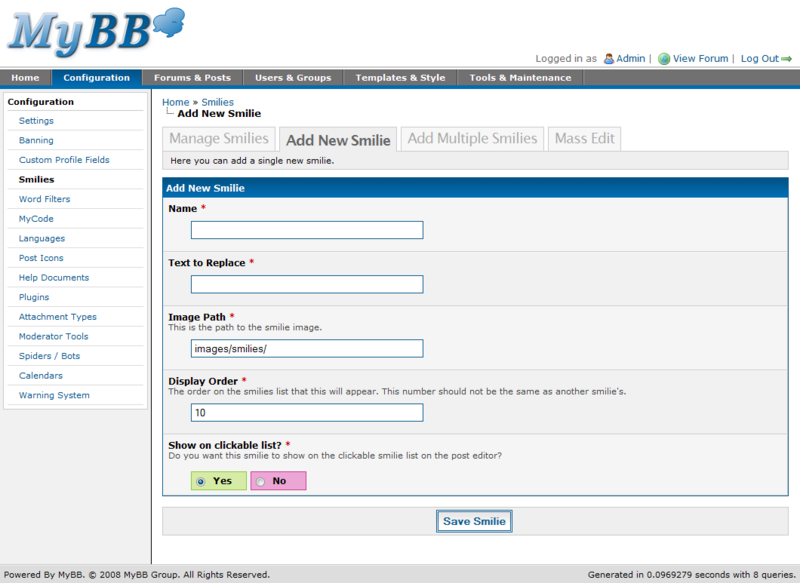 MyBB
Logged in as Admin | View Forum | Log Out
Home Configuration Forums & Posts Users & Groups Templates & Style Tools & Maintenance
Configuration
Settings
Banning
Custom Profile Fields
Smilies
Word Filters
MyCode
Languages
Post Icons
Help Documents
Plugins
Attachment Types
Moderator Tools
Spiders / Bots
Calendars
Warning System
Home » Smilies
Add New Smilie
Manage Smilies Add New Smilie Add Multiple Smilies Mass Edit
Here you can add a single new smilie.
Add New Smilie
Name *
Text to Replace *
Image Path *
This is the path to the smilie image.
images/smilies/
Display Order *
The order on the smilies list that this will appear. This number should not be the same as another smilie's.
10
Show on clickable list? *
Do you want this smilie to show on the clickable smilie list on the post editor?
Yes No
Save Smilie
Powered By MyBB. © 2008 MyBB Group. All Rights Reserved. Generated in 0.0969279 seconds with 8 queries.